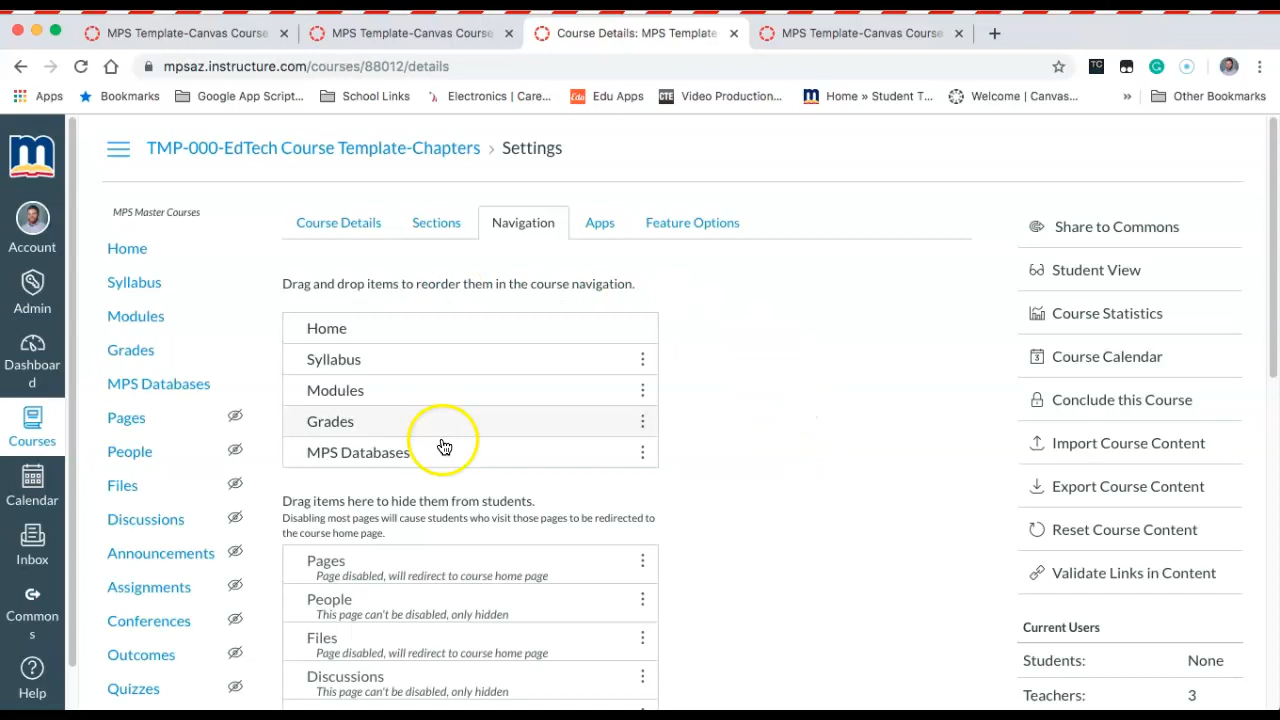 MPS Template-Canvas Course
MPS Template-Canvas Course
Course Details: MPS Template
MPS Template-Canvas Course
mpsaz.instructure.com/courses/88012/details
TC
Apps
Bookmarks
Google App Script...
School Links
Electronics | Care...
Edu
Edu Apps
CTE
Video Production...
Home » Student T...
Welcome | Canvas...
»
Other Bookmarks
TMP-000-EdTech Course Template-Chapters › Settings
Account
Admin
Dashboar
d
Courses
Calendar
Inbox
Common
s
Help
MPS Master Courses
Home
Syllabus
Modules
Grades
MPS Databases
Pages
People
Files
Discussions
Announcements
Assignments
Conferences
Outcomes
Quizzes
Course Details
Sections
Navigation
Apps
Feature Options
Drag and drop items to reorder them in the course navigation.
Home
Syllabus
Modules
Grades
MPS Databases
Drag items here to hide them from students.
Disabling most pages will cause students who visit those pages to be redirected to
the course home page.
Pages
Page disabled, will redirect to course home page
People
This page can't be disabled, only hidden
Files
Page disabled, will redirect to course home page
Discussions
This page can't be disabled, only hidden
Share to Commons
Student View
Course Statistics
Course Calendar
Conclude this Course
Import Course Content
Export Course Content
Reset Course Content
Validate Links in Content
Current Users
Students: None
Teachers: 3